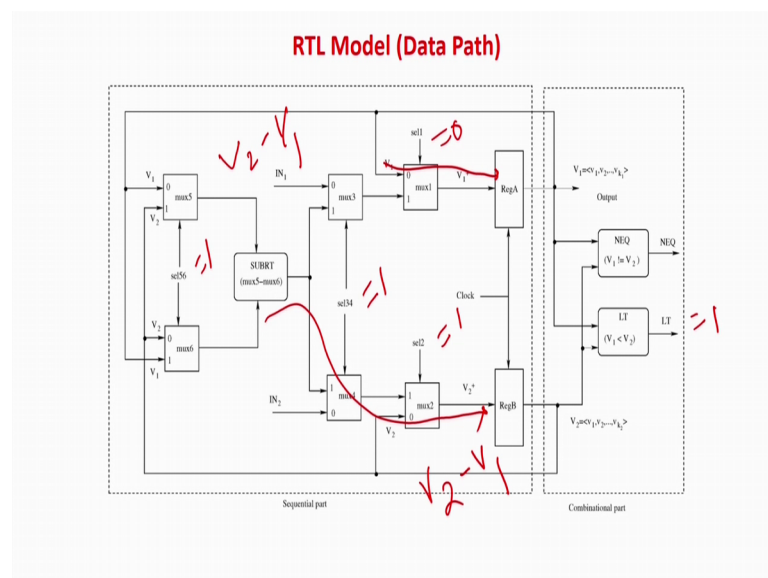 RTL Model (Data Path)
sel1
=0
V2-V1
V1
IN1
V1
0
mux5
1
V2
0
mux3
1
0
mux1
1
V1+
RegA
V1=<v1,v2,...,vk1>
Output
NEQ
(V1 != V2)
NEQ
sel56
=1
SUBRT
(mux5-mux6)
sel34
=1
Clock
LT
(V1 < V2)
LT
=1
V2
0
mux6
1
V1
sel2
=1
1
mux4
0
IN2
1
mux2
0
V2
V2+
RegB
V2=<v1,v2,...,vk2>
V2-V1
Sequential part
Combinational part